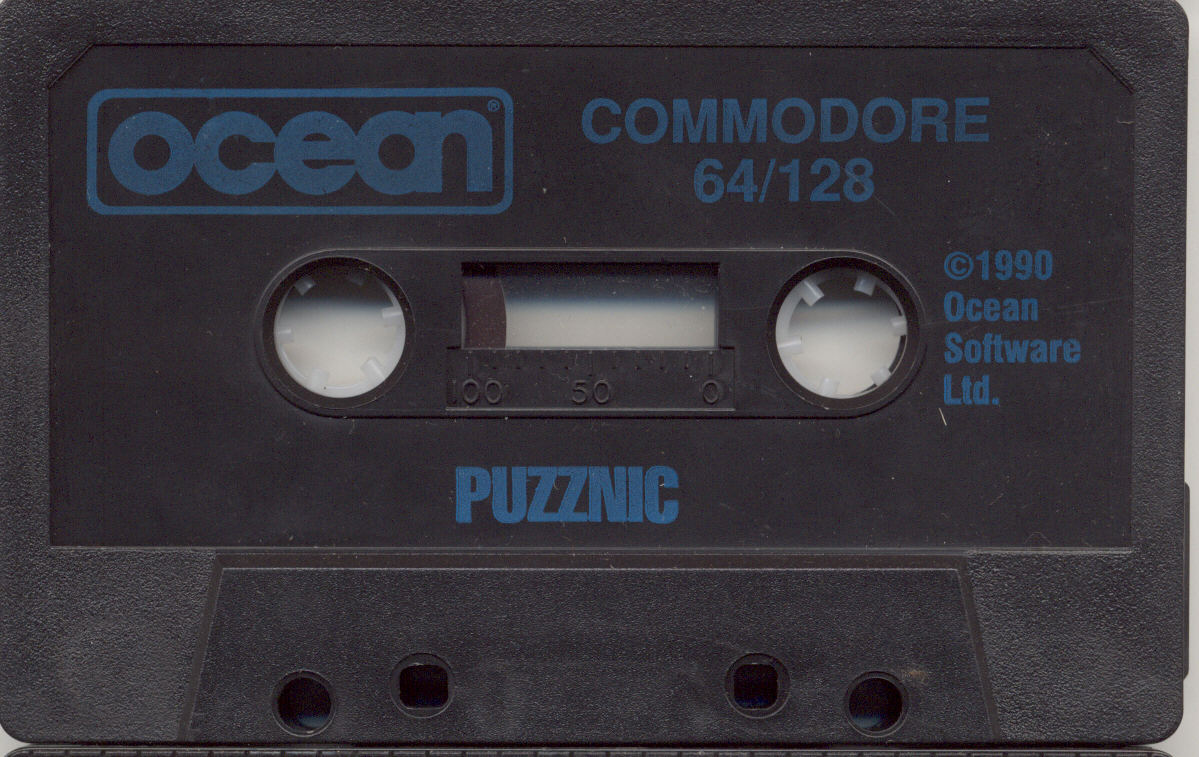 ocean®
COMMODORE
64/128
©1990
Ocean
Software
Ltd.
100 50 0
PUZZNIC